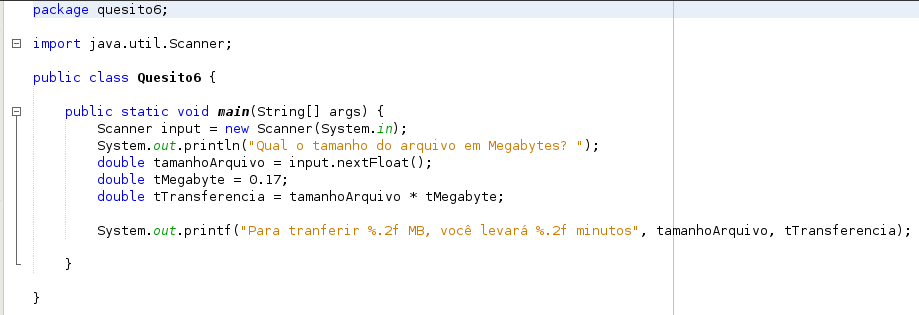 package quesito6;
import java.util.Scanner;
public class Quesito6 {
public static void main(String[] args) {
Scanner input = new Scanner(System.in);
System.out.println("Qual o tamanho do arquivo em Megabytes? ");
double tamanhoArquivo = input.nextFloat();
double tMegabyte = 0.17;
double tTransferencia = tamanhoArquivo * tMegabyte;
System.out.printf("Para tranferir %.2f MB, você levará %.2f minutos", tamanhoArquivo, tTransferencia);
}
}